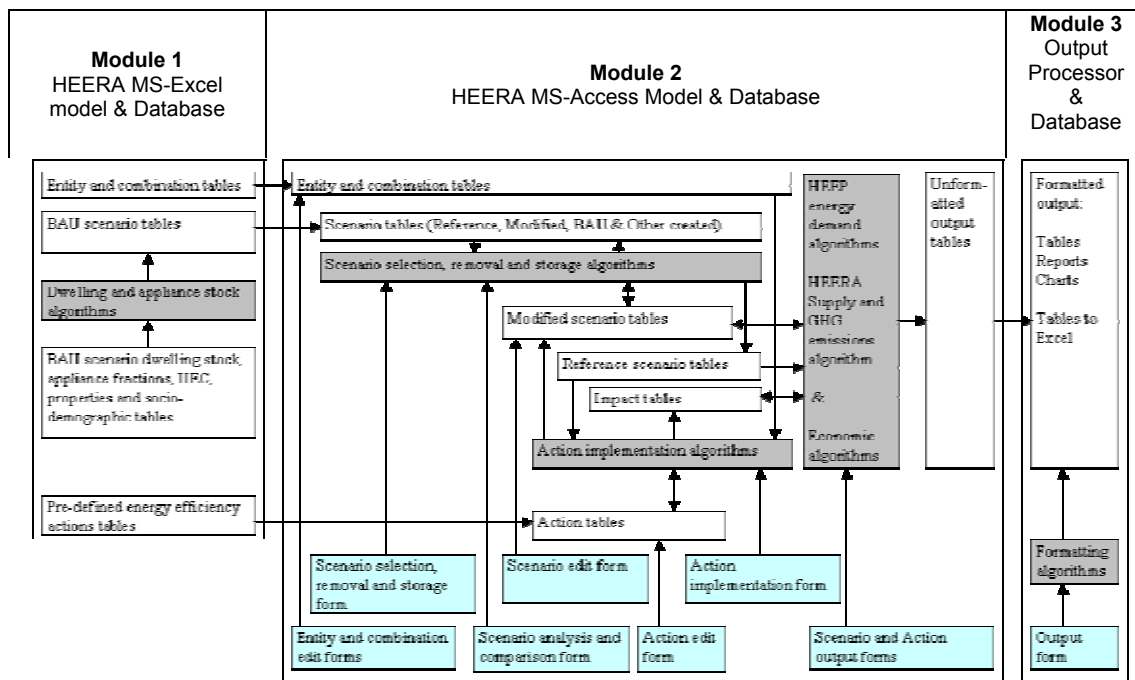 Module 1
HEERA MS-Excel
model & Database
Module 2
HEERA MS-Access Model & Database
Module 3
Output
Processor
&
Database
Entity and combination tables
BAU scenario tables
Dwelling and appliance stock
algorithms
BAU scenario dwelling stock,
appliance fractions, UEC,
properties and socio-
demographic tables
Pre-defined energy efficiency
actions tables
Entity and combination tables
Scenario tables (Reference, Modified, BAU & Other created)
Scenario selection, removal and storage algorithms
Modified scenario tables
Reference scenario tables
Impact tables
Action implementation algorithms
Action tables
HEEP
energy
demand
algorithms
HEERA
Supply and
GHG
emissions
algorithm
&
Economic
algorithms
Unform-
atted
output
tables
Scenario selection,
removal and storage
form
Scenario edit form
Action
implementation form
Entity and combination
edit forms
Scenario analysis and
comparison form
Action edit
form
Scenario and Action
output forms
Formatted
output:
Tables
Reports
Charts
Tables to
Excel
Formatting
algorithms
Output
form